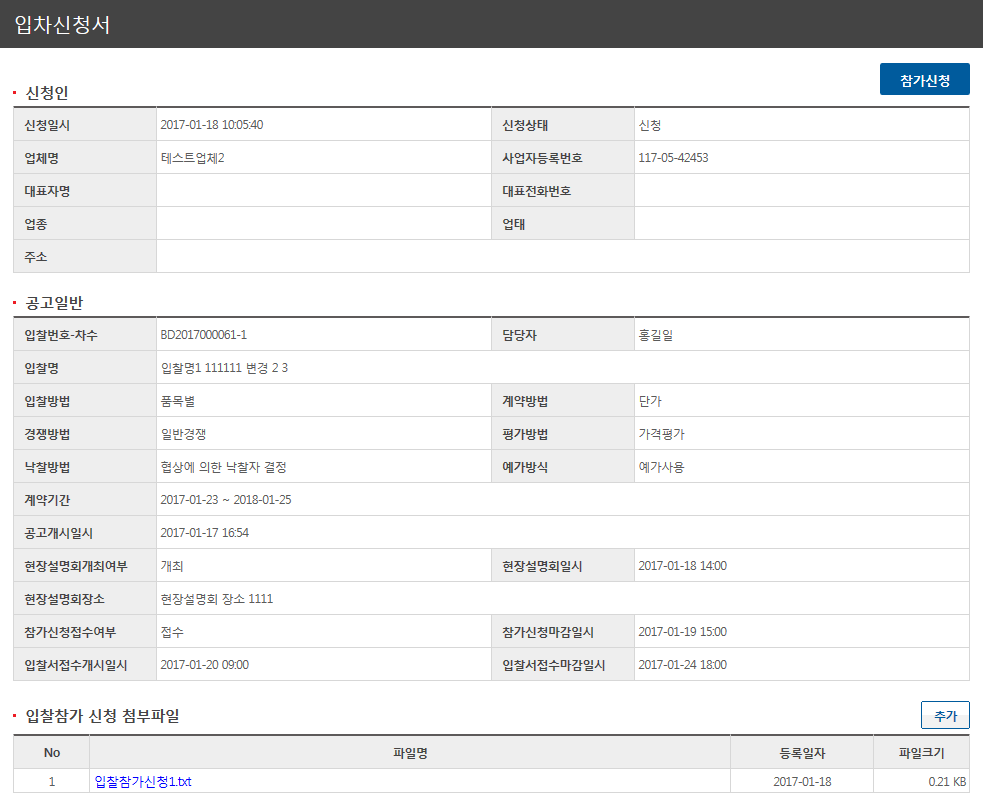 입차신청서
참가신청
신청인
신청일시 2017-01-18 10:05:40 신청상태 신청
업체명 테스트업체2 사업자등록번호 117-05-42453
대표자명 대표전화번호
업종 업태
주소
공고일반
입찰번호-차수 BD2017000061-1 담당자 홍길일
입찰명 입찰명1 111111 변경 2 3
입찰방법 품목별 계약방법 단가
경쟁방법 일반경쟁 평가방법 가격평가
낙찰방법 협상에 의한 낙찰자 결정 예가방식 예가사용
계약기간 2017-01-23 ~ 2018-01-25
공고개시일시 2017-01-17 16:54
현장설명회개최여부 개최 현장설명회일시 2017-01-18 14:00
현장설명회장소 현장설명회 장소 1111
참가신청접수여부 접수 참가신청마감일시 2017-01-19 15:00
입찰서접수개시일시 2017-01-20 09:00 입찰서접수마감일시 2017-01-24 18:00
입찰참가 신청 첨부파일 추가
No 파일명 등록일자 파일크기
1 입찰참가신청1.txt 2017-01-18 0.21 KB